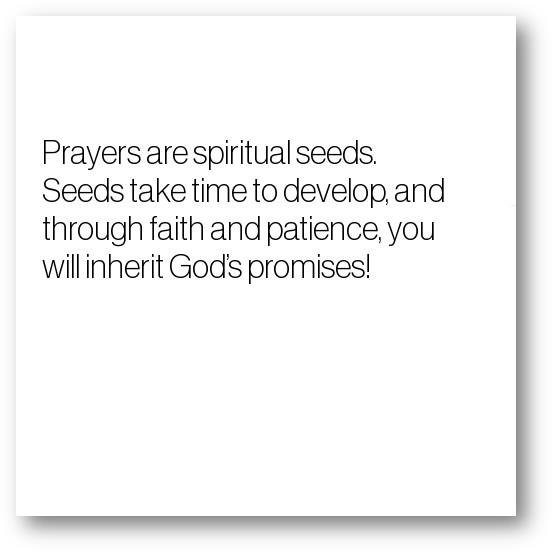 Prayers are spiritual seeds.
Seeds take time to develop, and
through faith and patience, you
will inherit God’s promises!